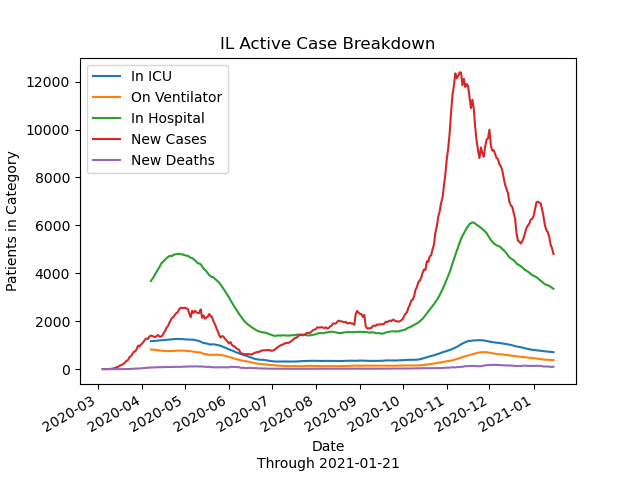 IL Active Case Breakdown
In ICU
On Ventilator
In Hospital
New Cases
New Deaths
Patients in Category
12000
10000
8000
6000
4000
2000
0
2020-03
2020-04
2020-05
2020-06
2020-07
2020-08
2020-09
2020-10
2020-11
2020-12
2021-01
Date
Through 2021-01-21